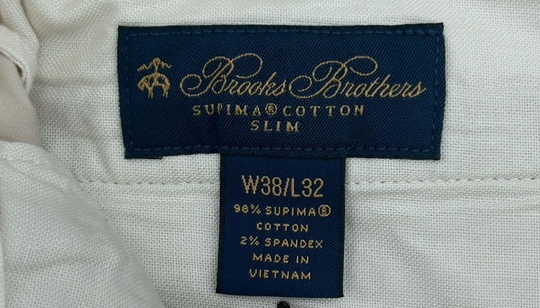 Brooks Brothers
SUPIMA® COTTON
SLIM
W38/L32
98% SUPIMA®
COTTON
2% SPANDEX
MADE IN
VIETNAM